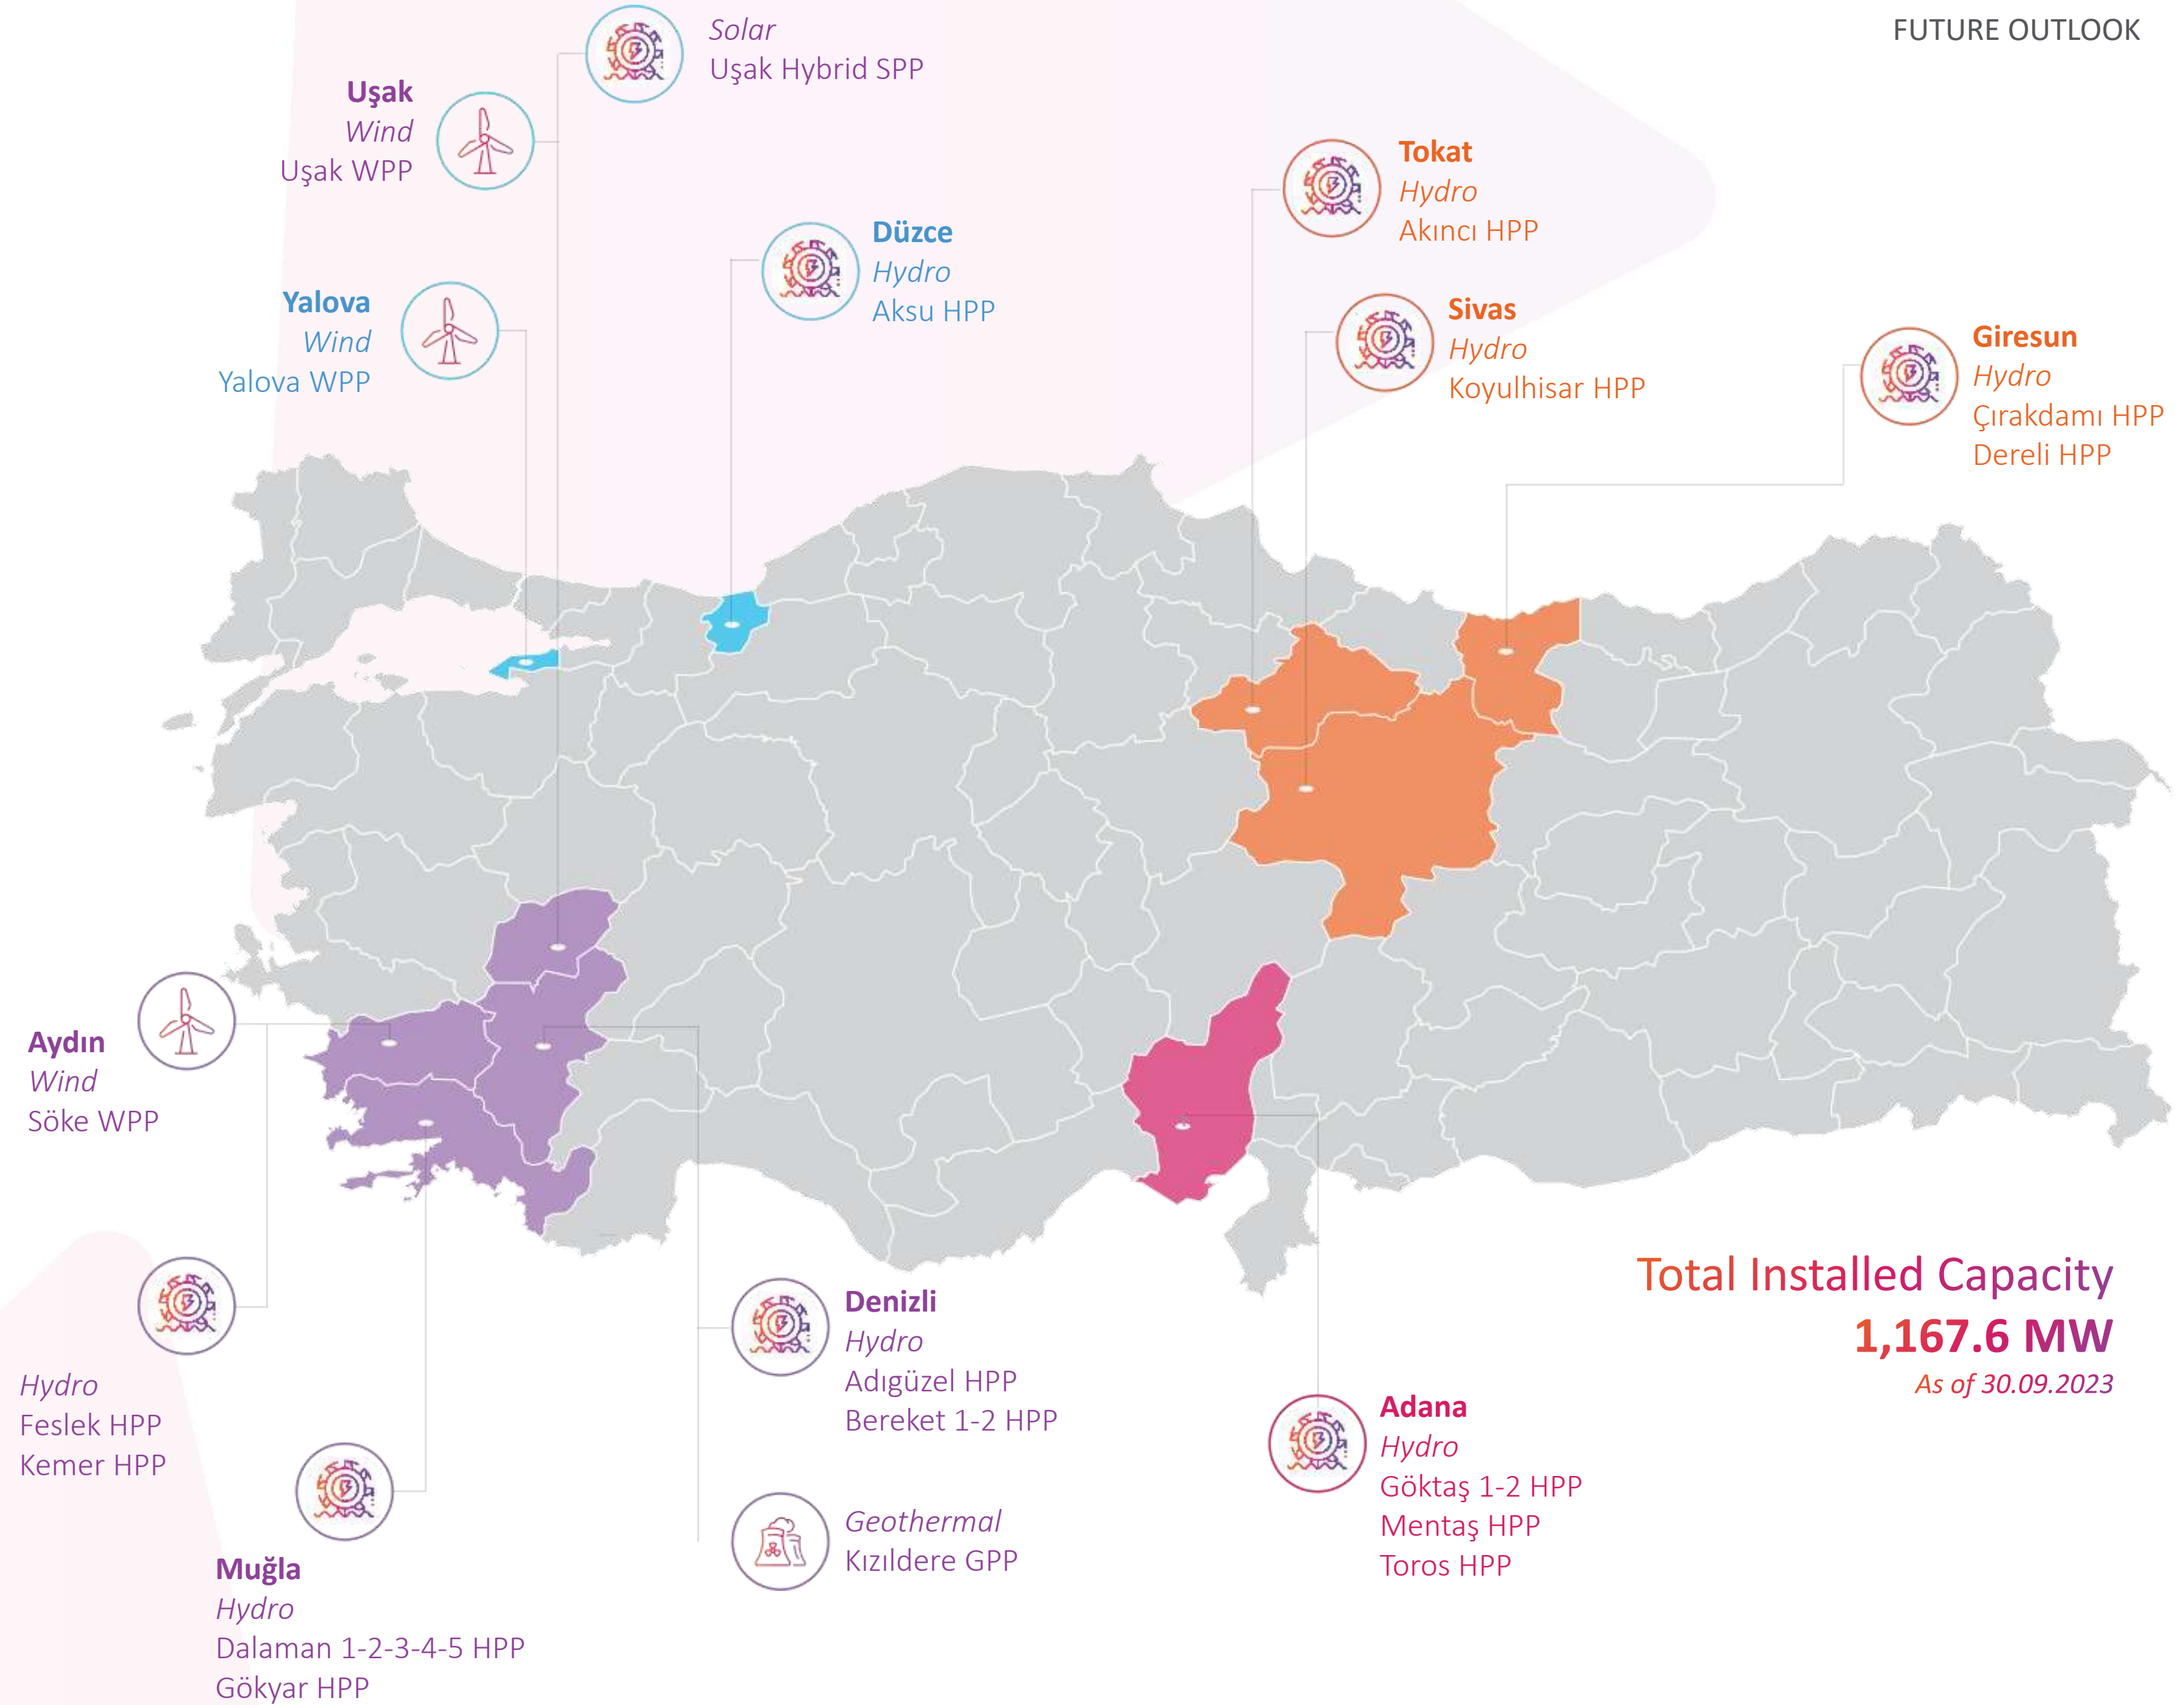 FUTURE OUTLOOK
Solar
Uşak Hybrid SPP
Uşak
Wind
Uşak WPP
Tokat
Hydro
Akıncı HPP
Düzce
Hydro
Aksu HPP
Yalova
Wind
Yalova WPP
Sivas
Hydro
Koyulhisar HPP
Giresun
Hydro
Çırakdamı HPP
Dereli HPP
Aydın
Wind
Söke WPP
Hydro
Feslek HPP
Kemer HPP
Muğla
Hydro
Dalaman 1-2-3-4-5 HPP
Gökyar HPP
Denizli
Hydro
Adıgüzel HPP
Bereket 1-2 HPP
Geothermal
Kızıldere GPP
Adana
Hydro
Göktaş 1-2 HPP
Mentaş HPP
Toros HPP
Total Installed Capacity
1,167.6 MW
As of 30.09.2023